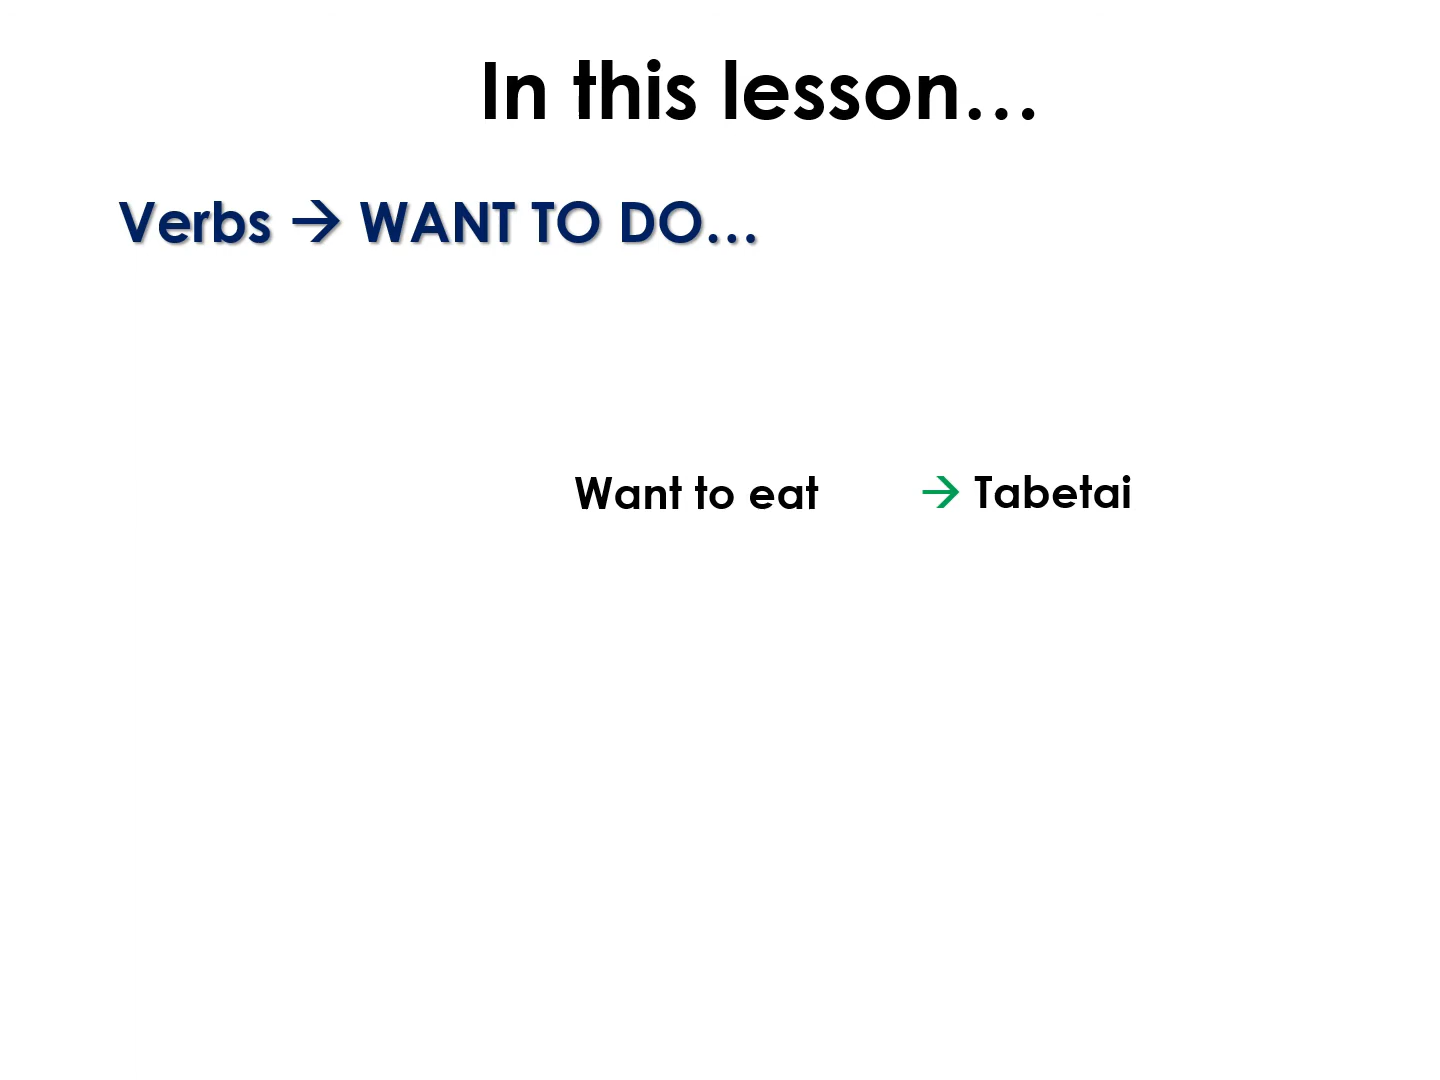 In this lesson…
Verbs → WANT TO DO…
Want to eat → Tabetai